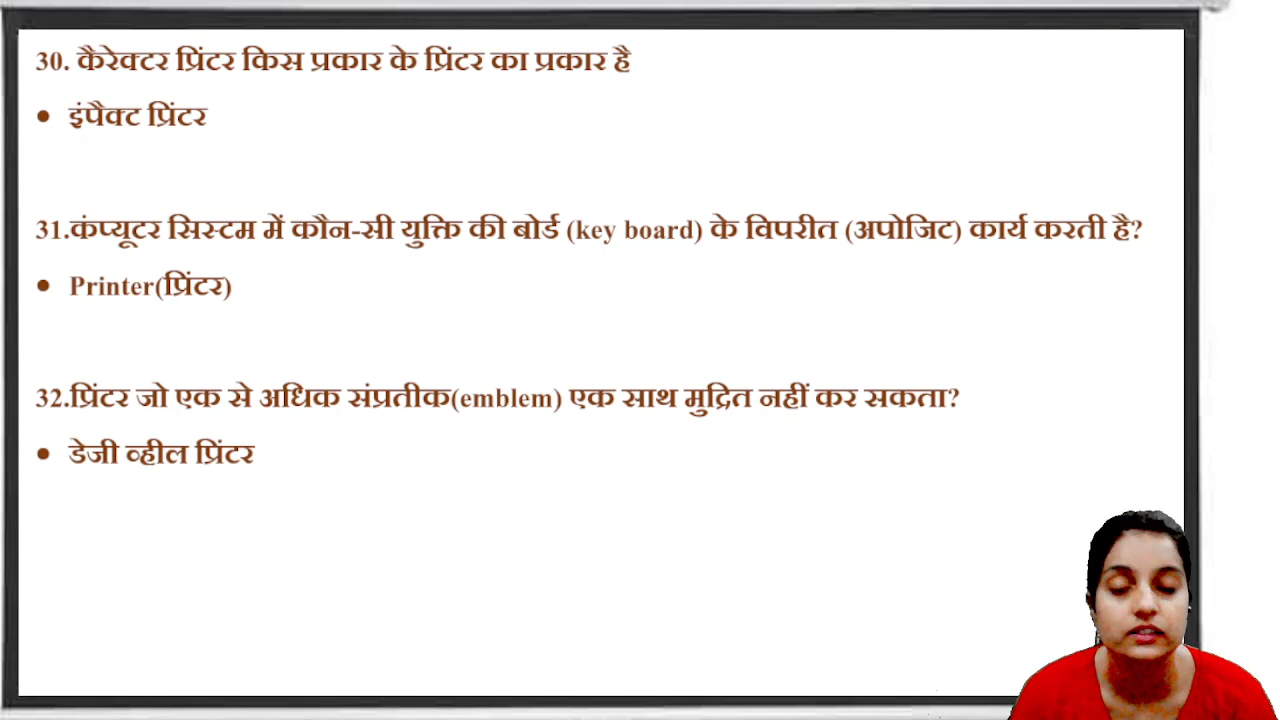 30. कैरेक्टर प्रिंटर किस प्रकार के प्रिंटर का प्रकार है
• इंपैक्ट प्रिंटर
31.कंप्यूटर सिस्टम में कौन-सी युक्ति की बोर्ड (key board) के विपरीत (अपोजिट) कार्य करती है?
• Printer(प्रिंटर)
32.प्रिंटर जो एक से अधिक संप्रतीक(emblem) एक साथ मुद्रित नहीं कर सकता?
• डेजी व्हील प्रिंटर